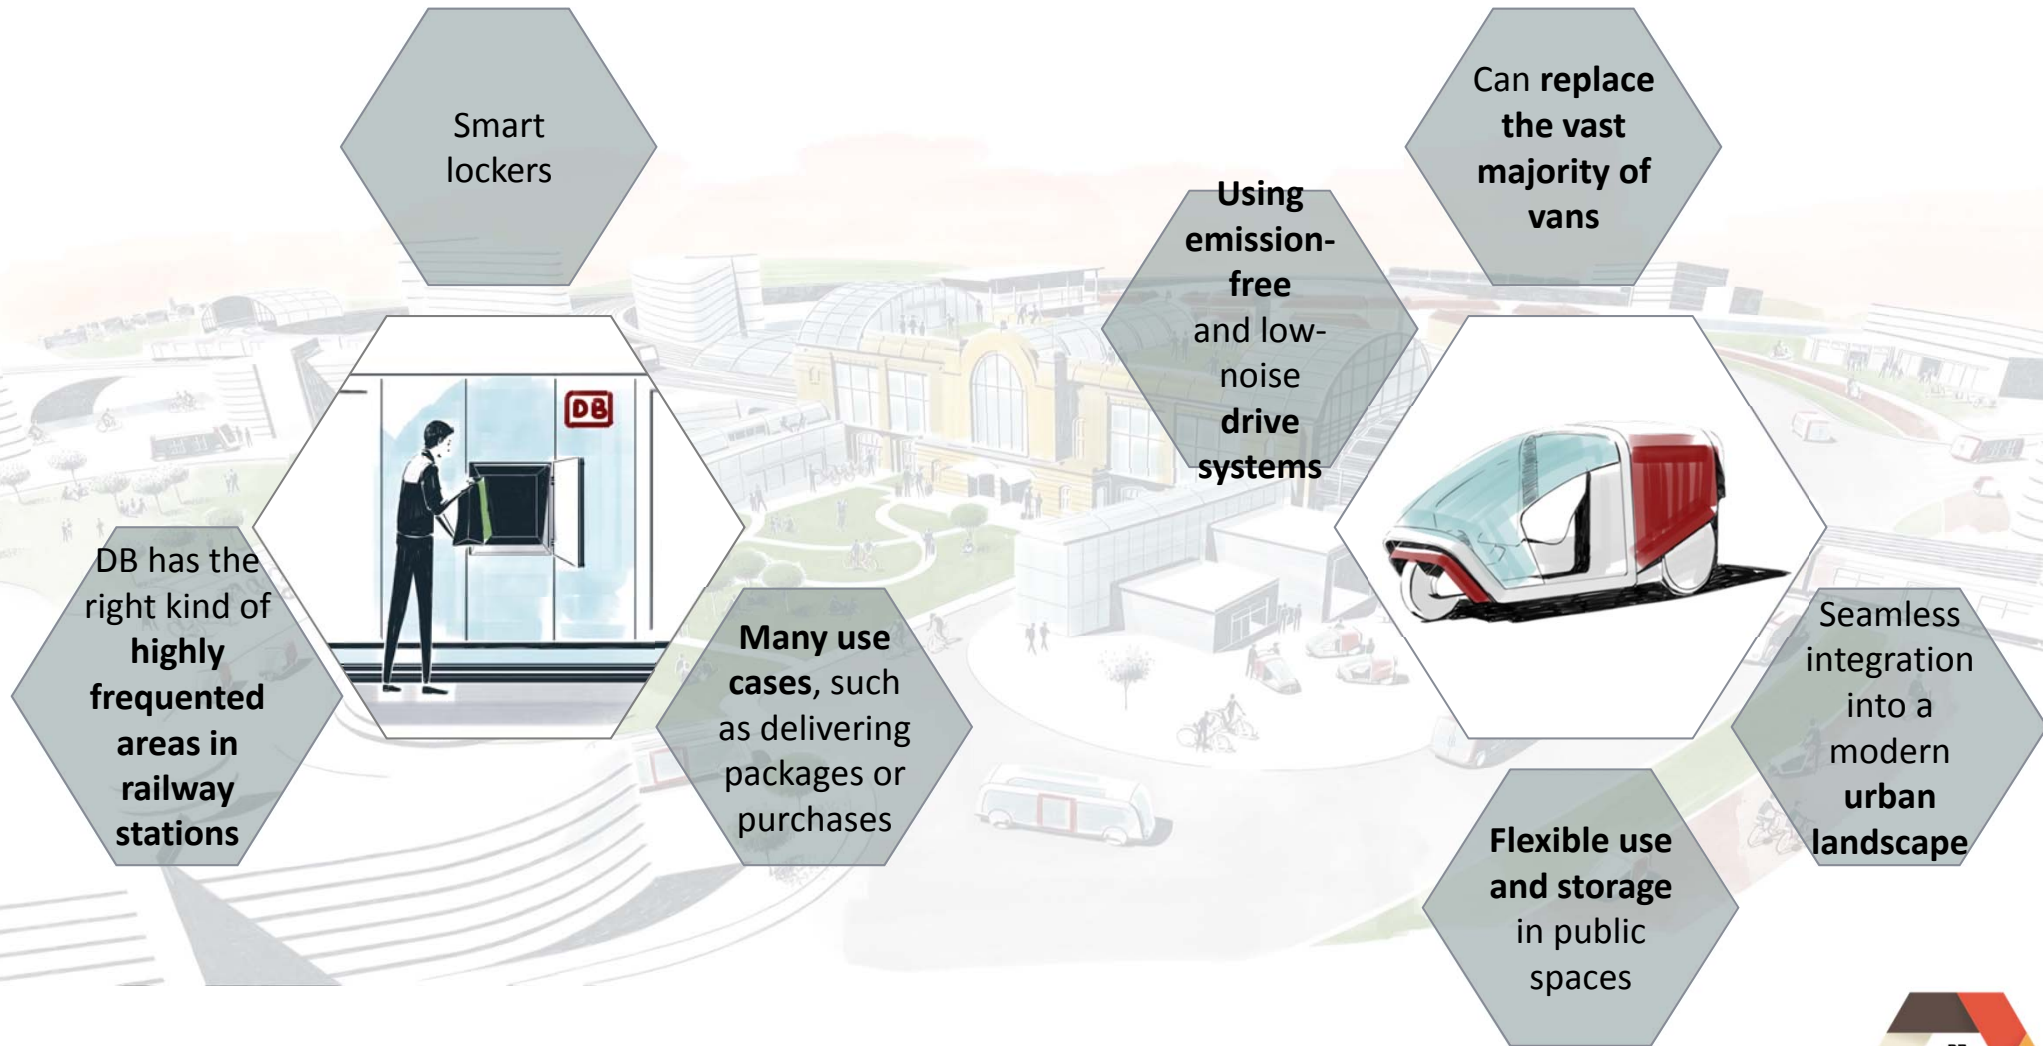 Smart
lockers
DB
DB has the
right kind of
highly
frequented
areas in
railway
stations
Many use
cases, such
as delivering
packages or
purchases
Can replace
the vast
majority of
vans
Using
emission-
free
and low-
noise
drive
systems
Seamless
integration
into a
modern
urban
landscape
Flexible use
and storage
in public
spaces